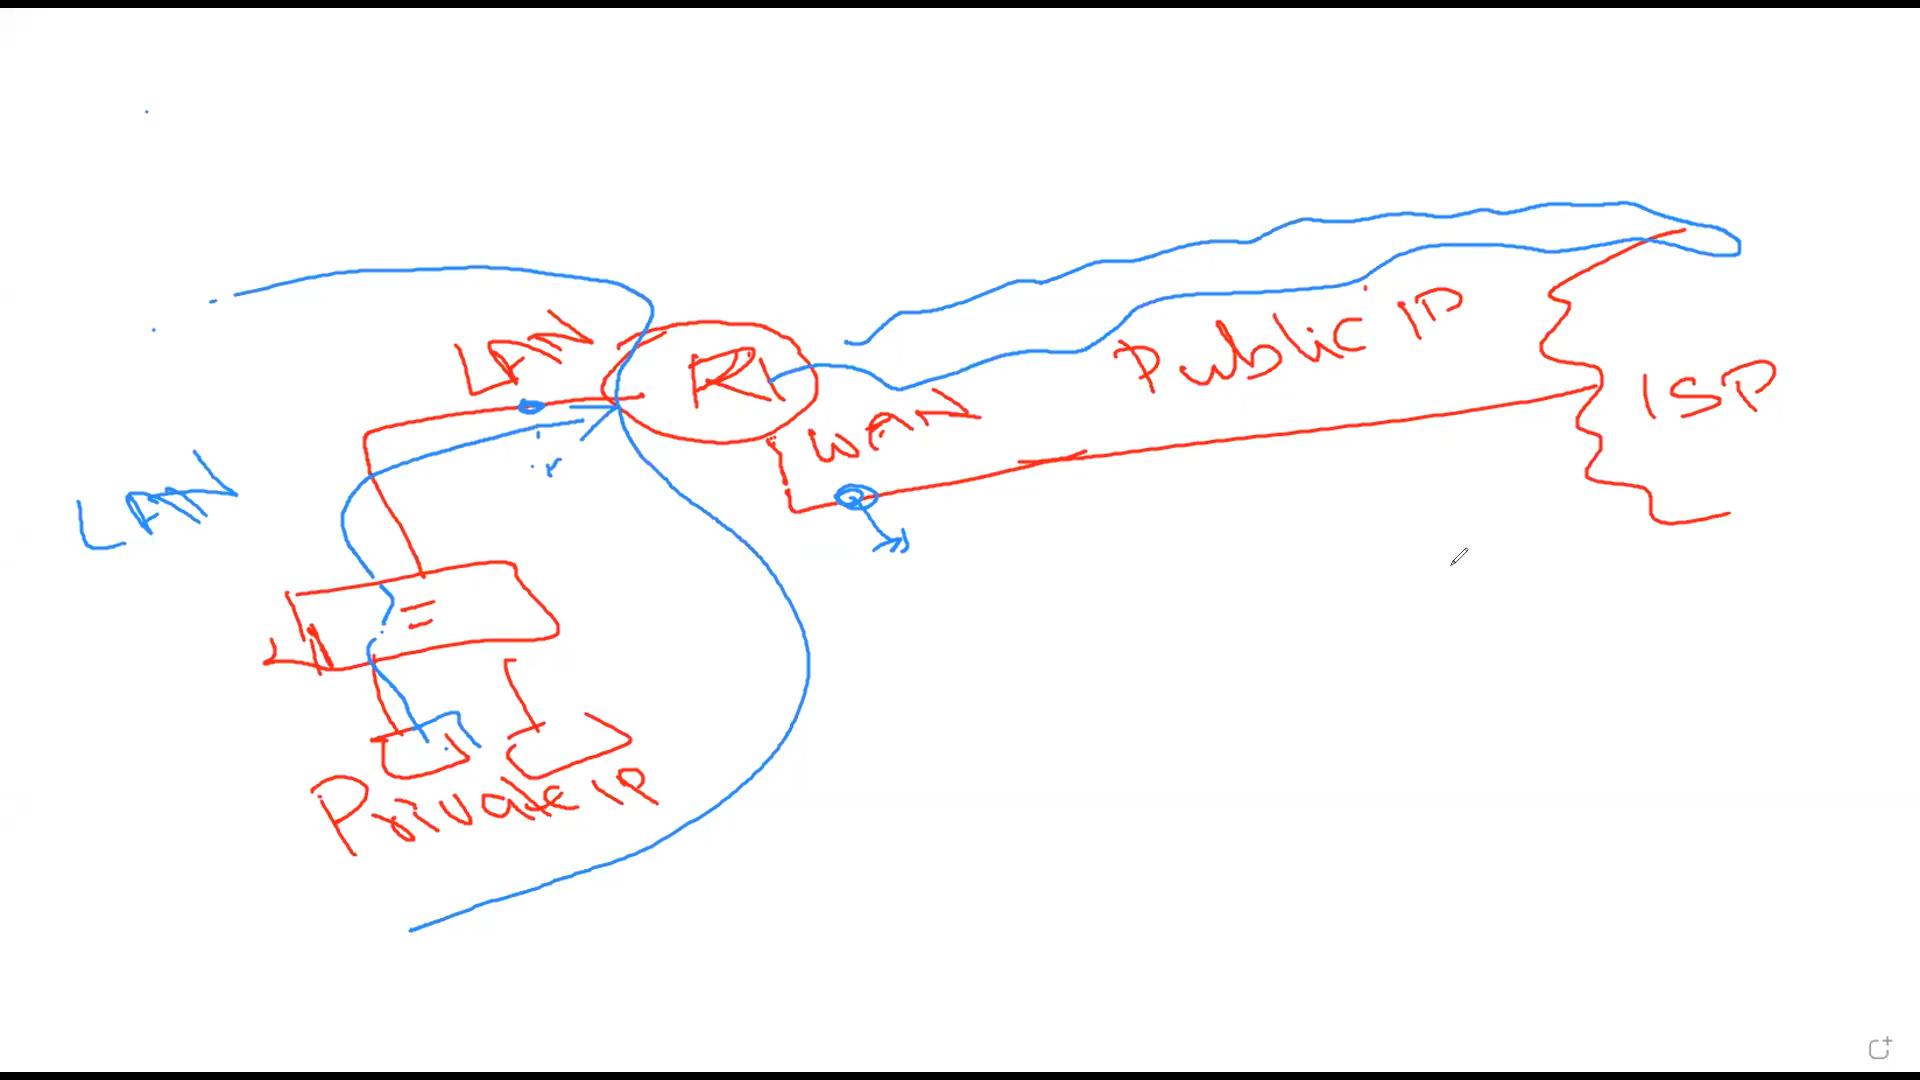 LAN
R1
Public IP
WAN
ISP
LAN
Private IP